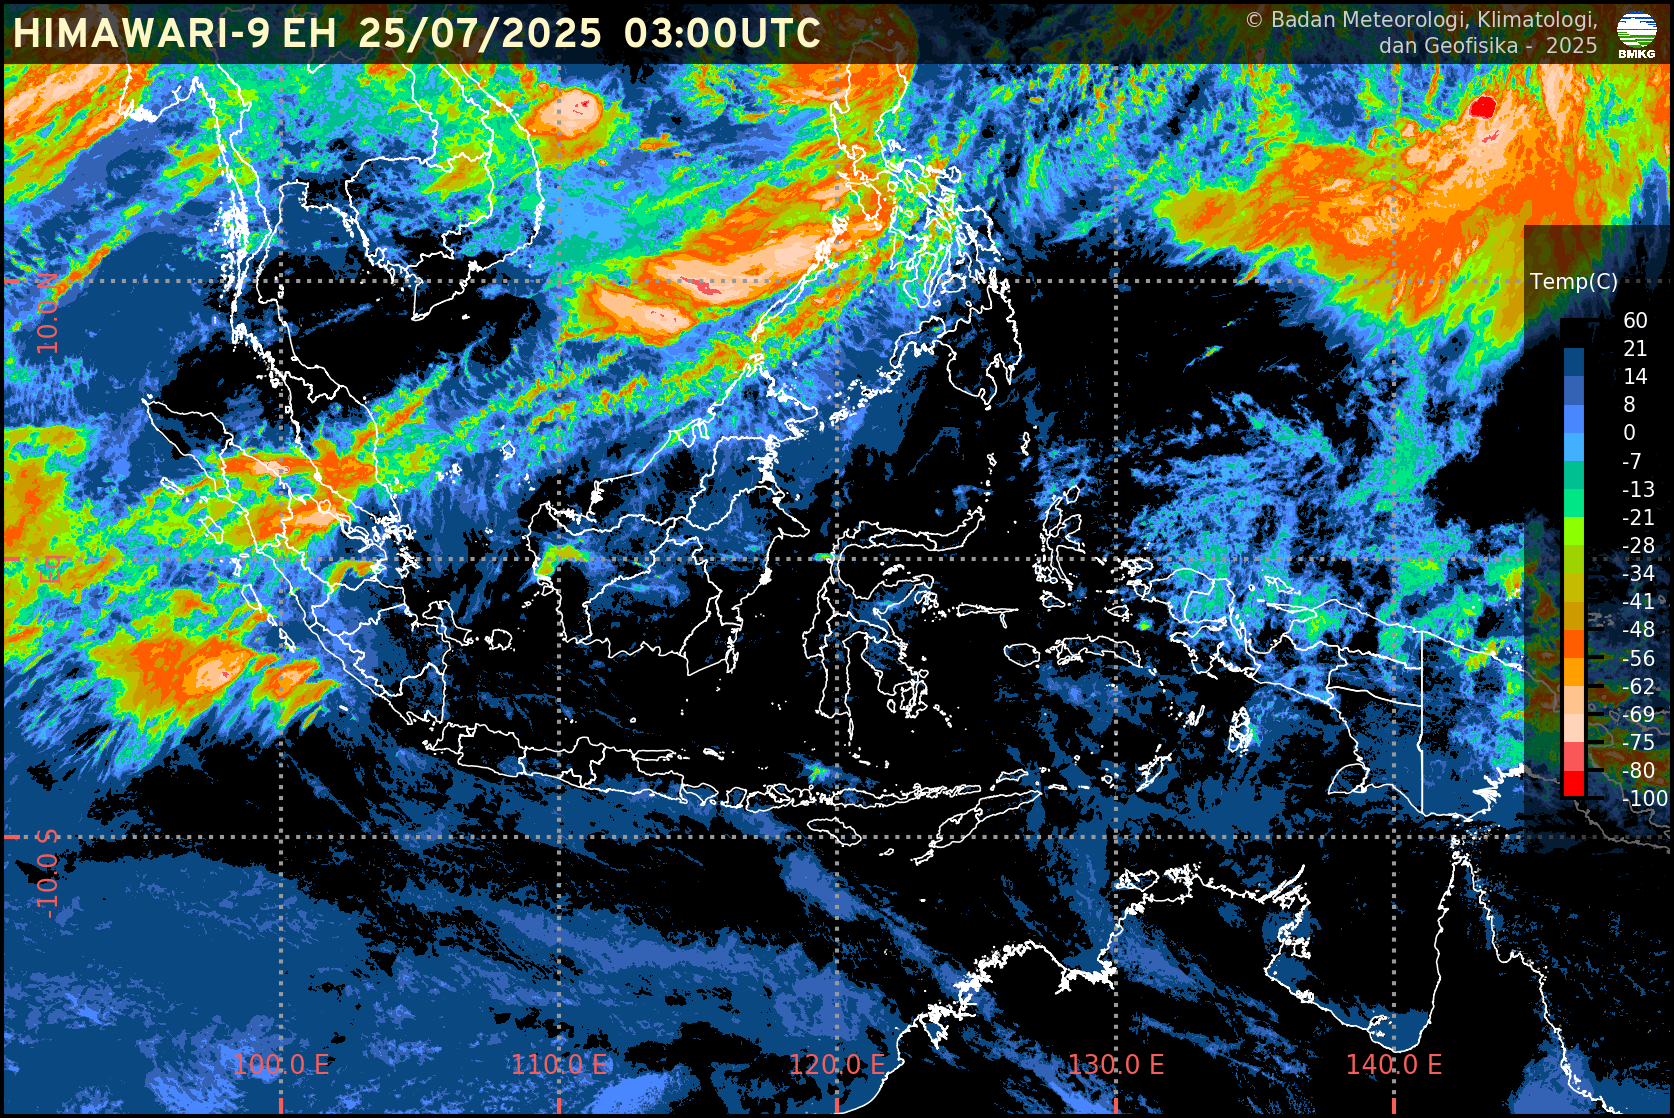 HIMAWARI-9 EH 25/07/2025 03:00UTC
© Badan Meteorologi, Klimatologi,
dan Geofisika - 2025
BMKG
Temp(C)
60
21
14
8
0
-7
-13
-21
-28
-34
-41
-48
-56
-62
-69
-75
-80
-100
10.0 N
EQ
-10.0 S
100.0 E
110.0 E
120.0 E
130.0 E
140.0 E